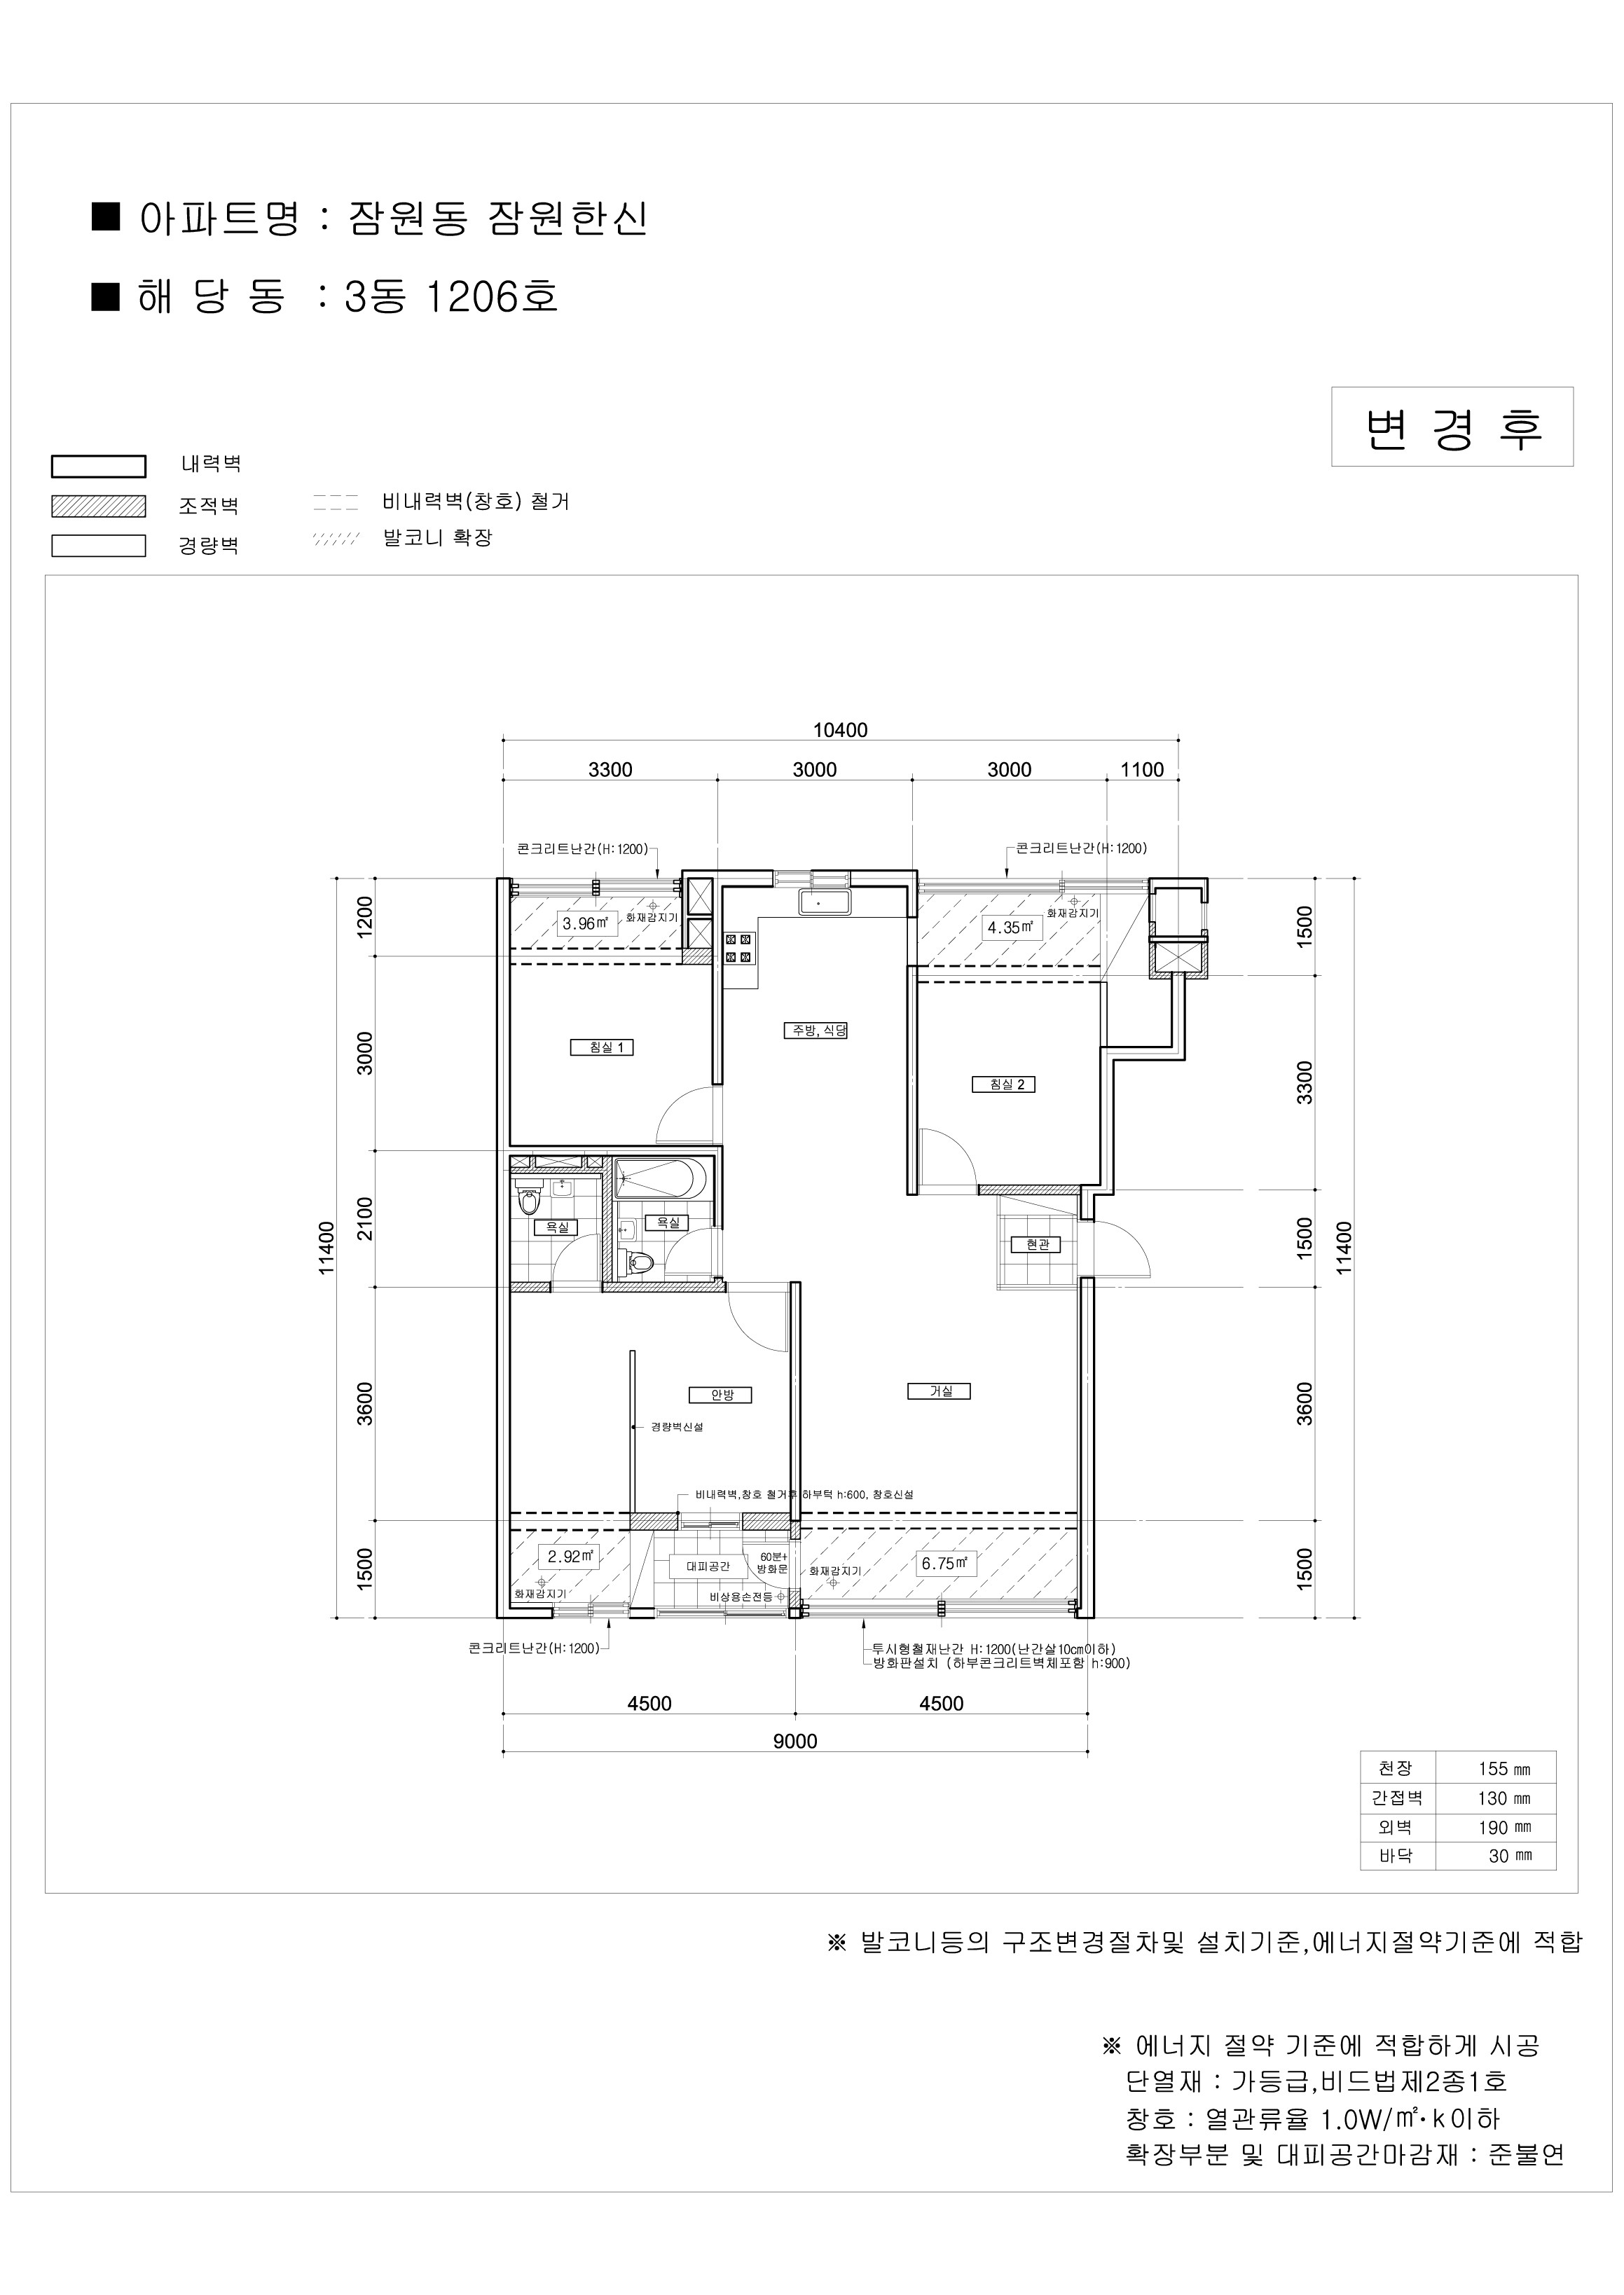 ■ 아파트명 : 잠원동 잠원한신
■ 해 당 동 : 3동 1206호
변 경 후
내력벽
조적벽
경량벽
비내력벽(창호) 철거
발코니 확장
10400
3300 3000 3000 1100
콘크리트난간(H:1200)
콘크리트난간(H:1200)
1200
3000
2100
3600
1500
11400
1500
3300
1500
3600
1500
11400
3.96㎡
화재감지기
4.35㎡
화재감지기
주방, 식당
침실 1
침실 2
욕실
욕실
현관
안방
거실
경량벽신설
비내력벽,창호 철거후 하부턱 h:600, 창호신설
2.92㎡
화재감지기
대피공간
60분+
방화문
비상용손전등
화재감지기
6.75㎡
콘크리트난간(H:1200)
투시형철재난간 H:1200(난간살10㎝이하)
방화판설치 (하부콘크리트벽체포함 h:900)
4500 4500
9000
천장 155 ㎜
간접벽 130 ㎜
외벽 190 ㎜
바닥 30 ㎜
※ 발코니등의 구조변경절차및 설치기준,에너지절약기준에 적합
※ 에너지 절약 기준에 적합하게 시공
단열재 : 가등급,비드법제2종1호
창호 : 열관류율 1.0W/㎡·k이하
확장부분 및 대피공간마감재 : 준불연